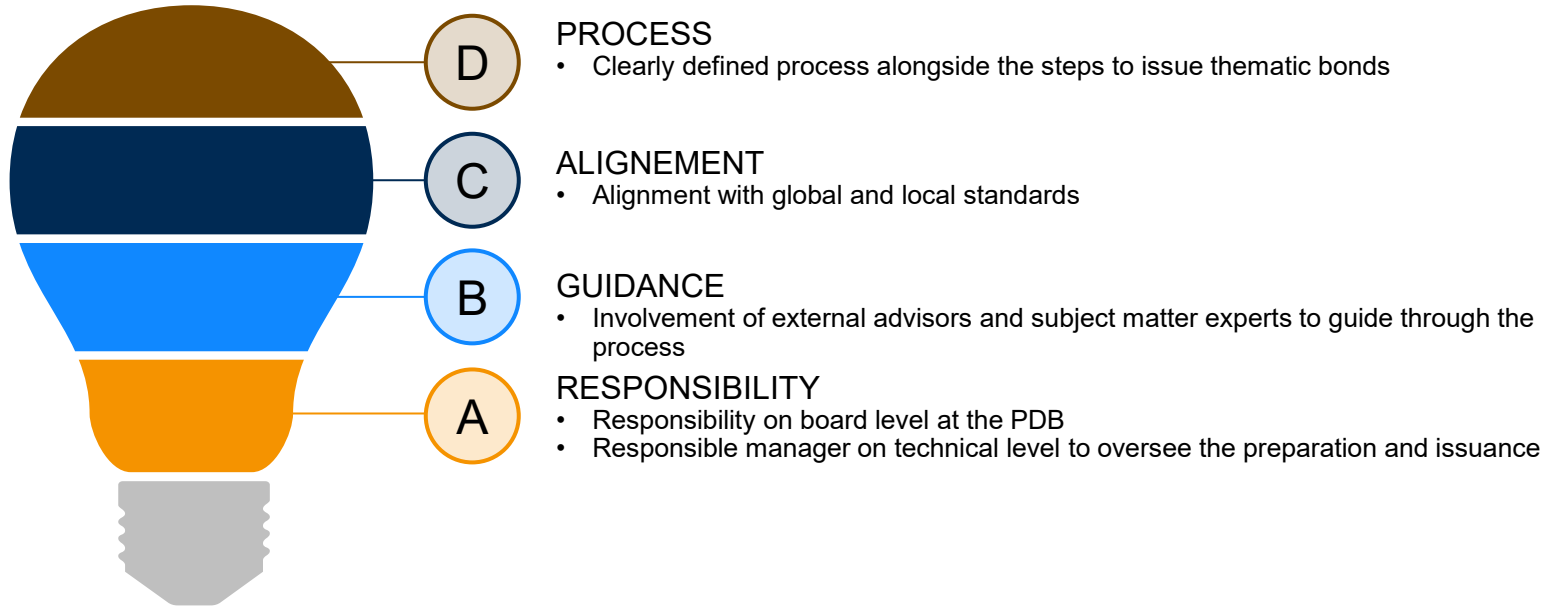 D
PROCESS
• Clearly defined process alongside the steps to issue thematic bonds
C
ALIGNEMENT
• Alignment with global and local standards
B
GUIDANCE
• Involvement of external advisors and subject matter experts to guide through the
process
A
RESPONSIBILITY
• Responsibility on board level at the PDB
• Responsible manager on technical level to oversee the preparation and issuance